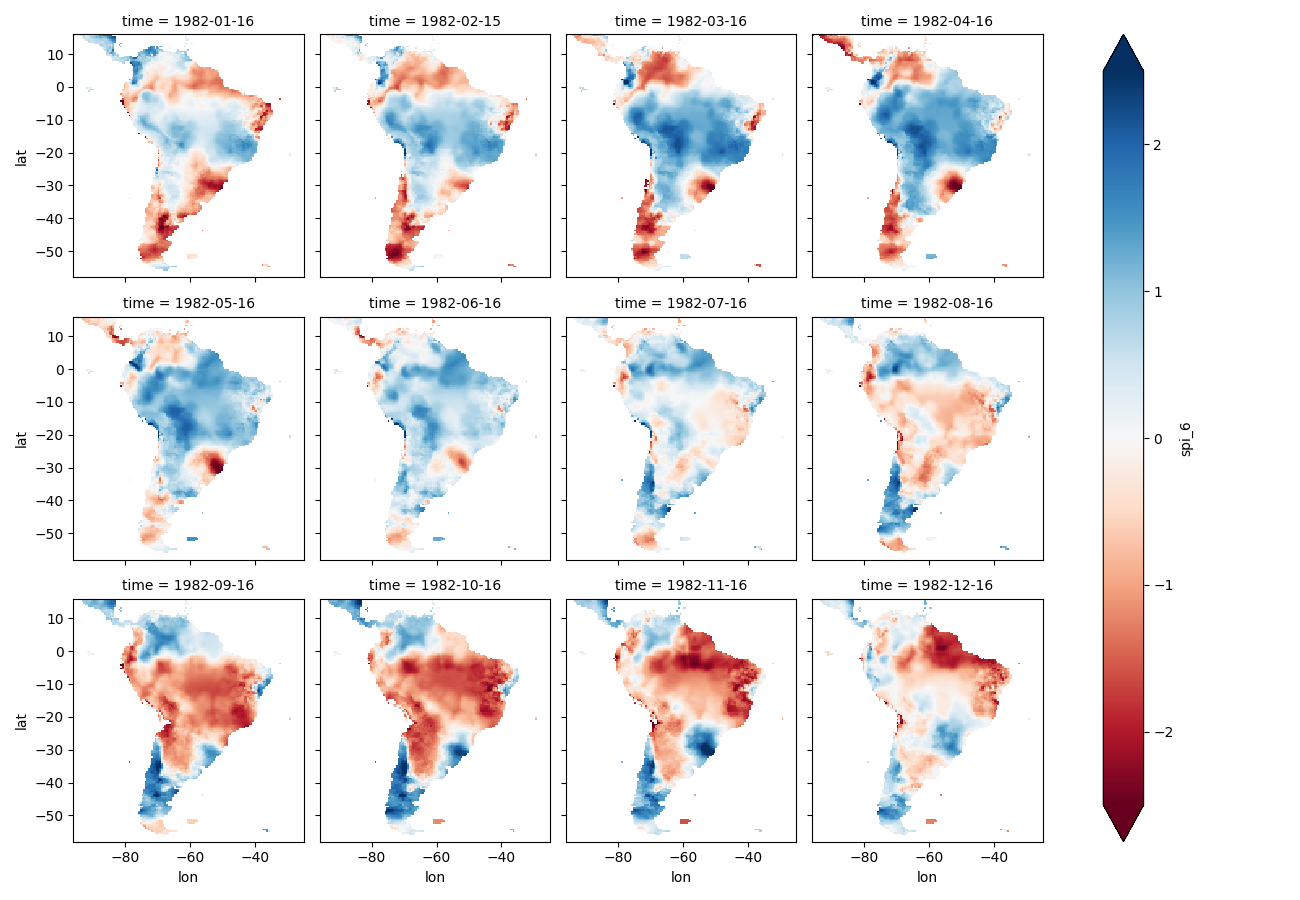 time = 1982-01-16
time = 1982-02-15
time = 1982-03-16
time = 1982-04-16
10
0
−10
−20
−30
−40
−50
lat
time = 1982-05-16
time = 1982-06-16
time = 1982-07-16
time = 1982-08-16
10
0
−10
−20
−30
−40
−50
lat
time = 1982-09-16
time = 1982-10-16
time = 1982-11-16
time = 1982-12-16
10
0
−10
−20
−30
−40
−50
lat
−80
−60
−40
lon
−80
−60
−40
lon
−80
−60
−40
lon
−80
−60
−40
lon
2
1
0
−1
−2
spi_6